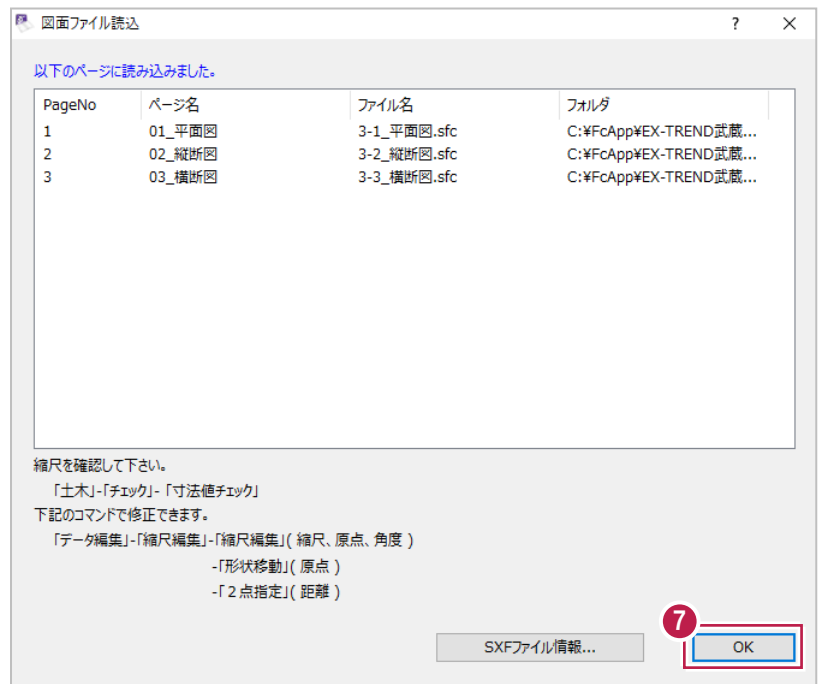 図面ファイル読込 ? ×
以下のページに読み込みました。
PageNo ページ名 ファイル名 フォルダ
1 01_平面図 3-1_平面図.sfc C:¥FcApp¥EX-TREND武蔵...
2 02_縦断図 3-2_縦断図.sfc C:¥FcApp¥EX-TREND武蔵...
3 03_横断図 3-3_横断図.sfc C:¥FcApp¥EX-TREND武蔵...
縮尺を確認して下さい。
「土木」-「チェック」-「寸法値チェック」
下記のコマンドで修正できます。
「データ編集」-「縮尺編集」-「縮尺編集」( 縮尺、原点、角度 )
-「形状移動」( 原点 )
-「２点指定」( 距離 )
7
SXFファイル情報... OK